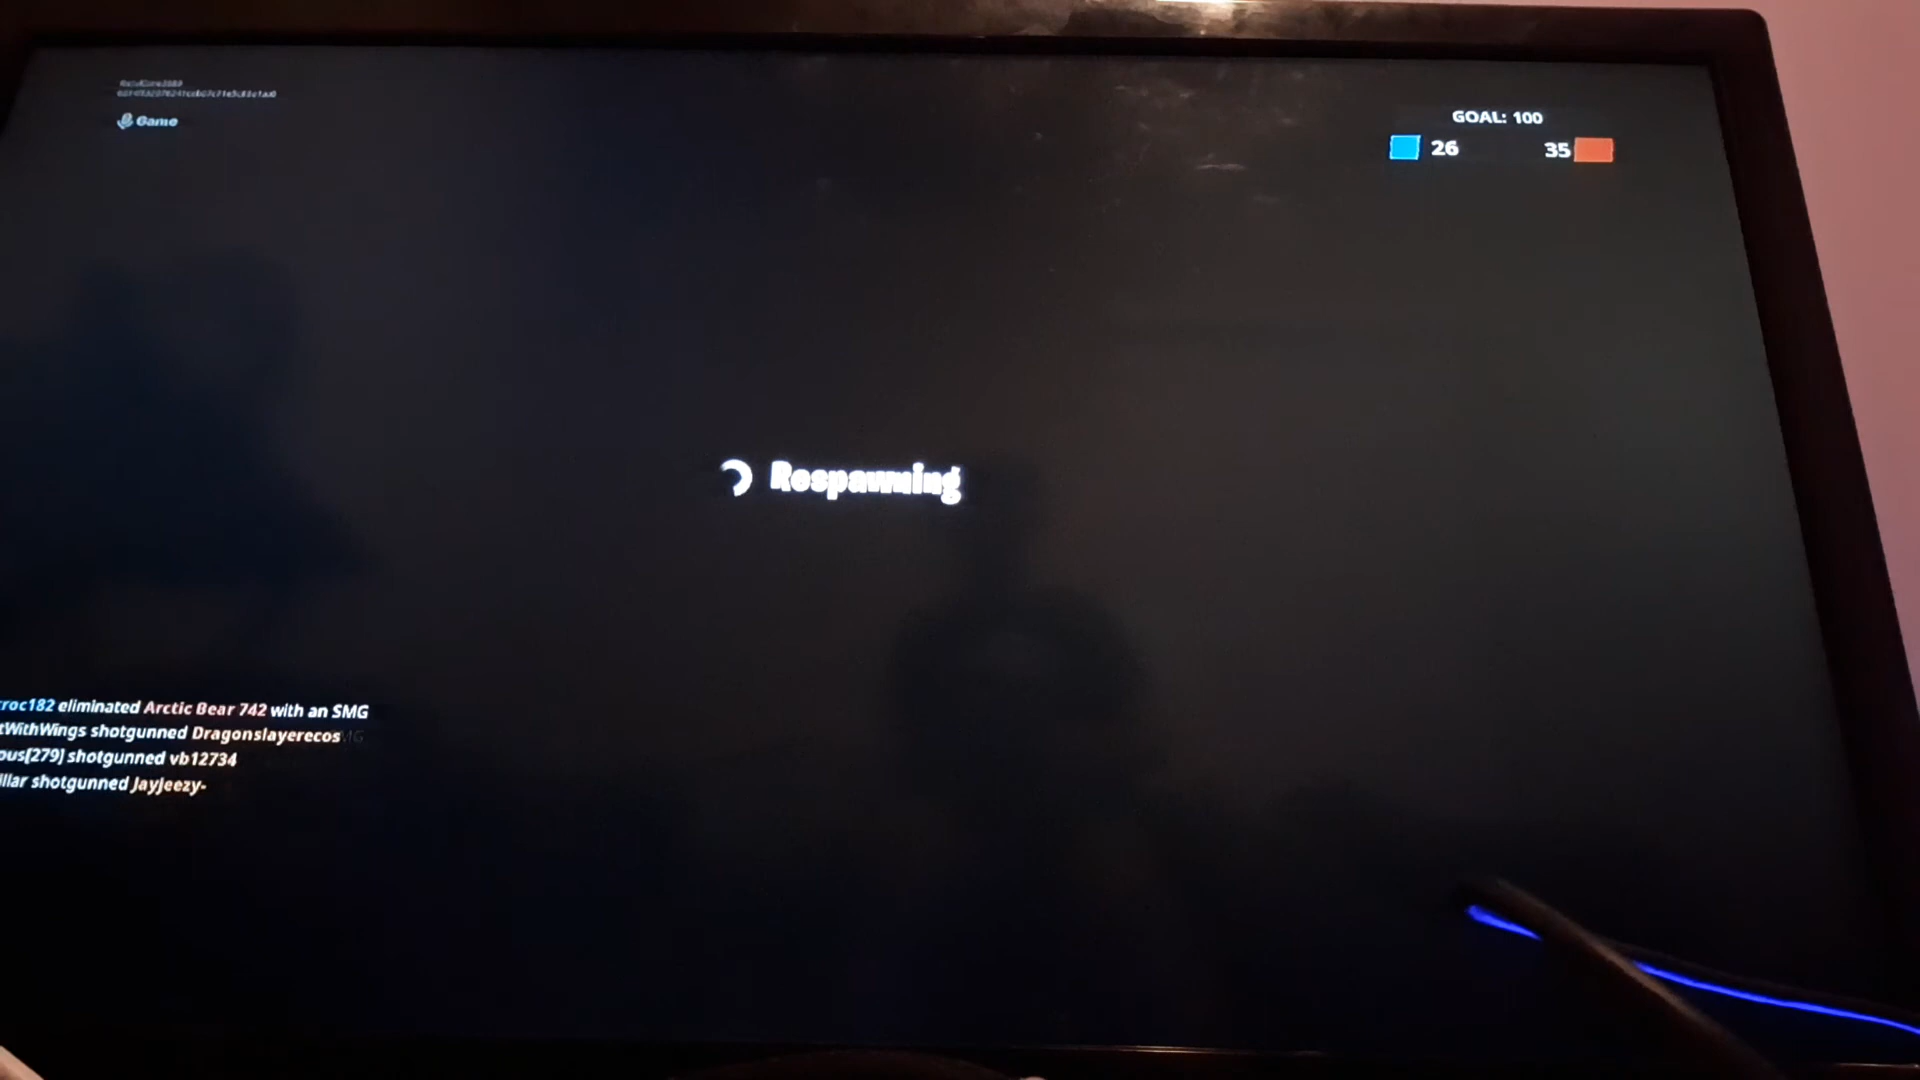 Game
GOAL: 100
26 35
Respawning
roc182 eliminated Arctic Bear 742 with an SMG
tWithWings shotgunned Dragonslayerecos
ous[279] shotgunned vb12734
llar shotgunned JayJeezy-